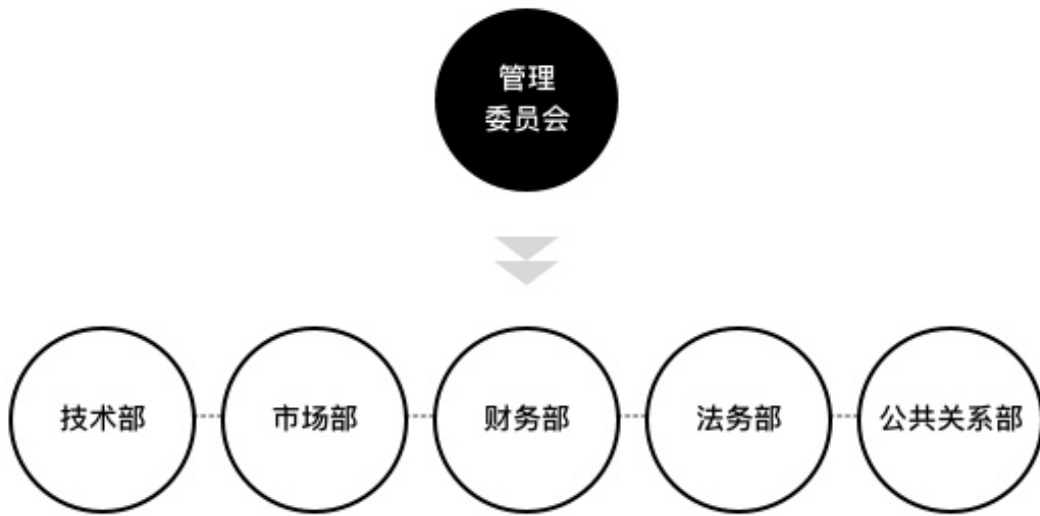 管理
委员会
技术部
市场部
财务部
法务部
公共关系部